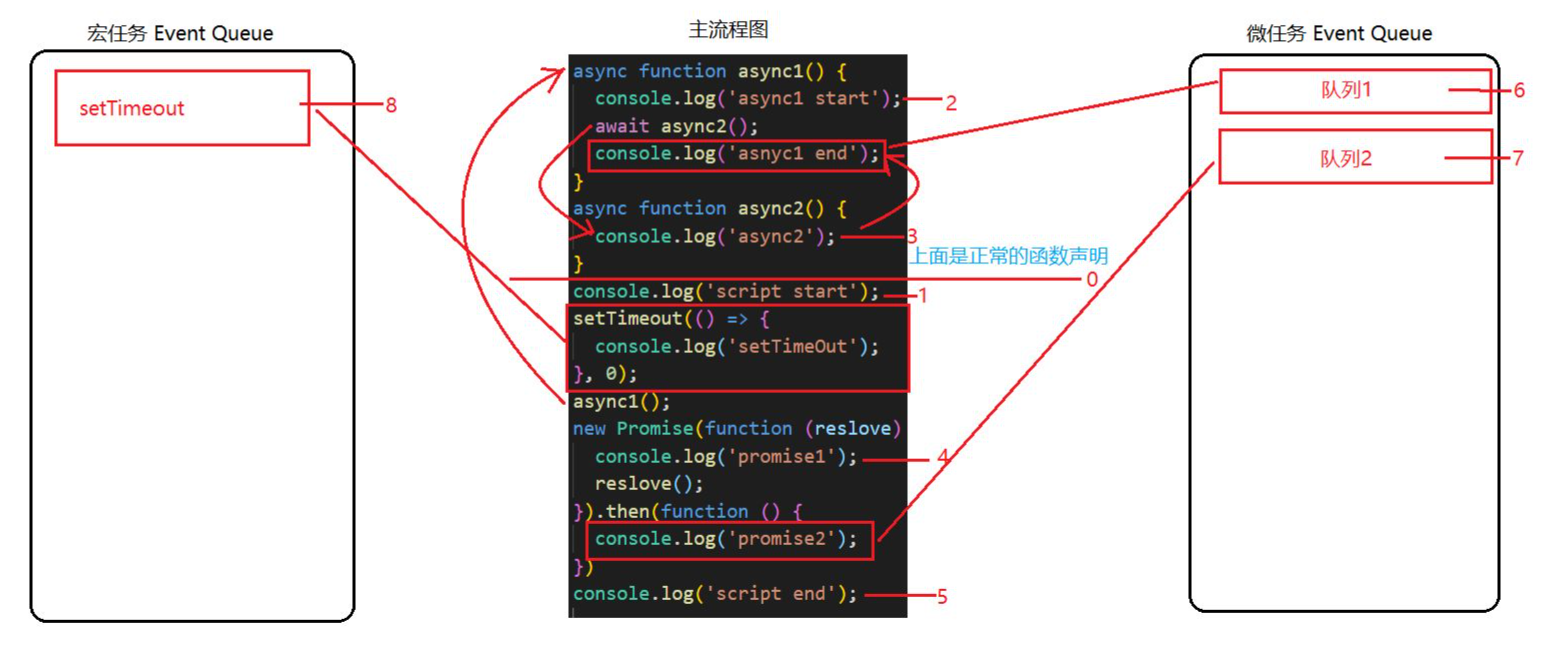 宏任务 Event Queue
setTimeout
8
主流程图
async function async1() {
console.log('async1 start');
2
await async2();
console.log('asnyc1 end');
}
async function async2() {
console.log('async2');
3
}
上面是正常的函数声明
0
console.log('script start');
1
setTimeout(() => {
console.log('setTimeOut');
}, 0);
async1();
new Promise(function (reslove)
console.log('promise1');
4
reslove();
}).then(function () {
console.log('promise2');
})
console.log('script end');
5
微任务 Event Queue
队列1
6
队列2
7